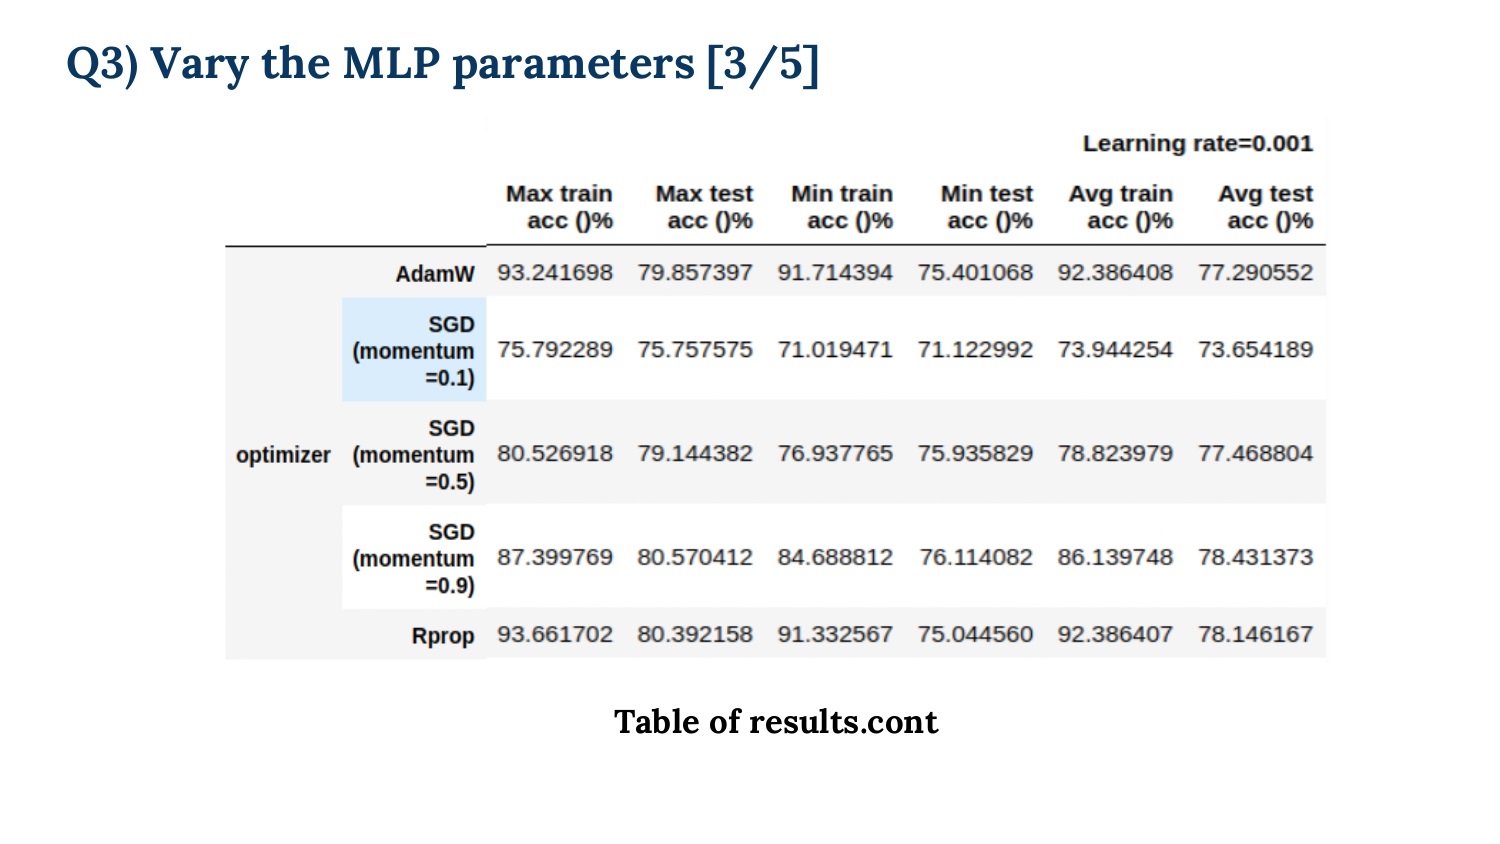 Q3) Vary the MLP parameters [3/5]
Learning rate=0.001
Max train acc ()% Max test acc ()% Min train acc ()% Min test acc ()% Avg train acc ()% Avg test acc ()%
optimizer
AdamW 93.241698 79.857397 91.714394 75.401068 92.386408 77.290552
SGD (momentum =0.1) 75.792289 75.757575 71.019471 71.122992 73.944254 73.654189
SGD (momentum =0.5) 80.526918 79.144382 76.937765 75.935829 78.823979 77.468804
SGD (momentum =0.9) 87.399769 80.570412 84.688812 76.114082 86.139748 78.431373
Rprop 93.661702 80.392158 91.332567 75.044560 92.386407 78.146167
Table of results.cont